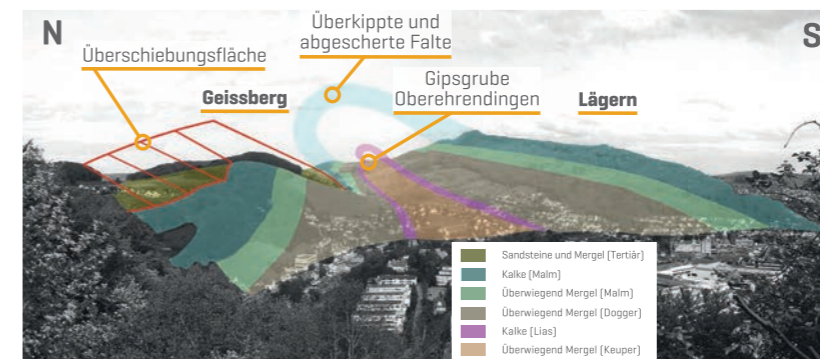 N
Überkippte und
abgescherte Falte
S
Überschiebungsfläche
Gipsgrube
Oberehrendingen
Geissberg
Lägern
Sandsteine und Mergel (Tertiär)
Kalke (Malm)
Überwiegend Mergel (Malm)
Überwiegend Mergel (Dogger)
Kalke (Lias)
Überwiegend Mergel (Keuper)